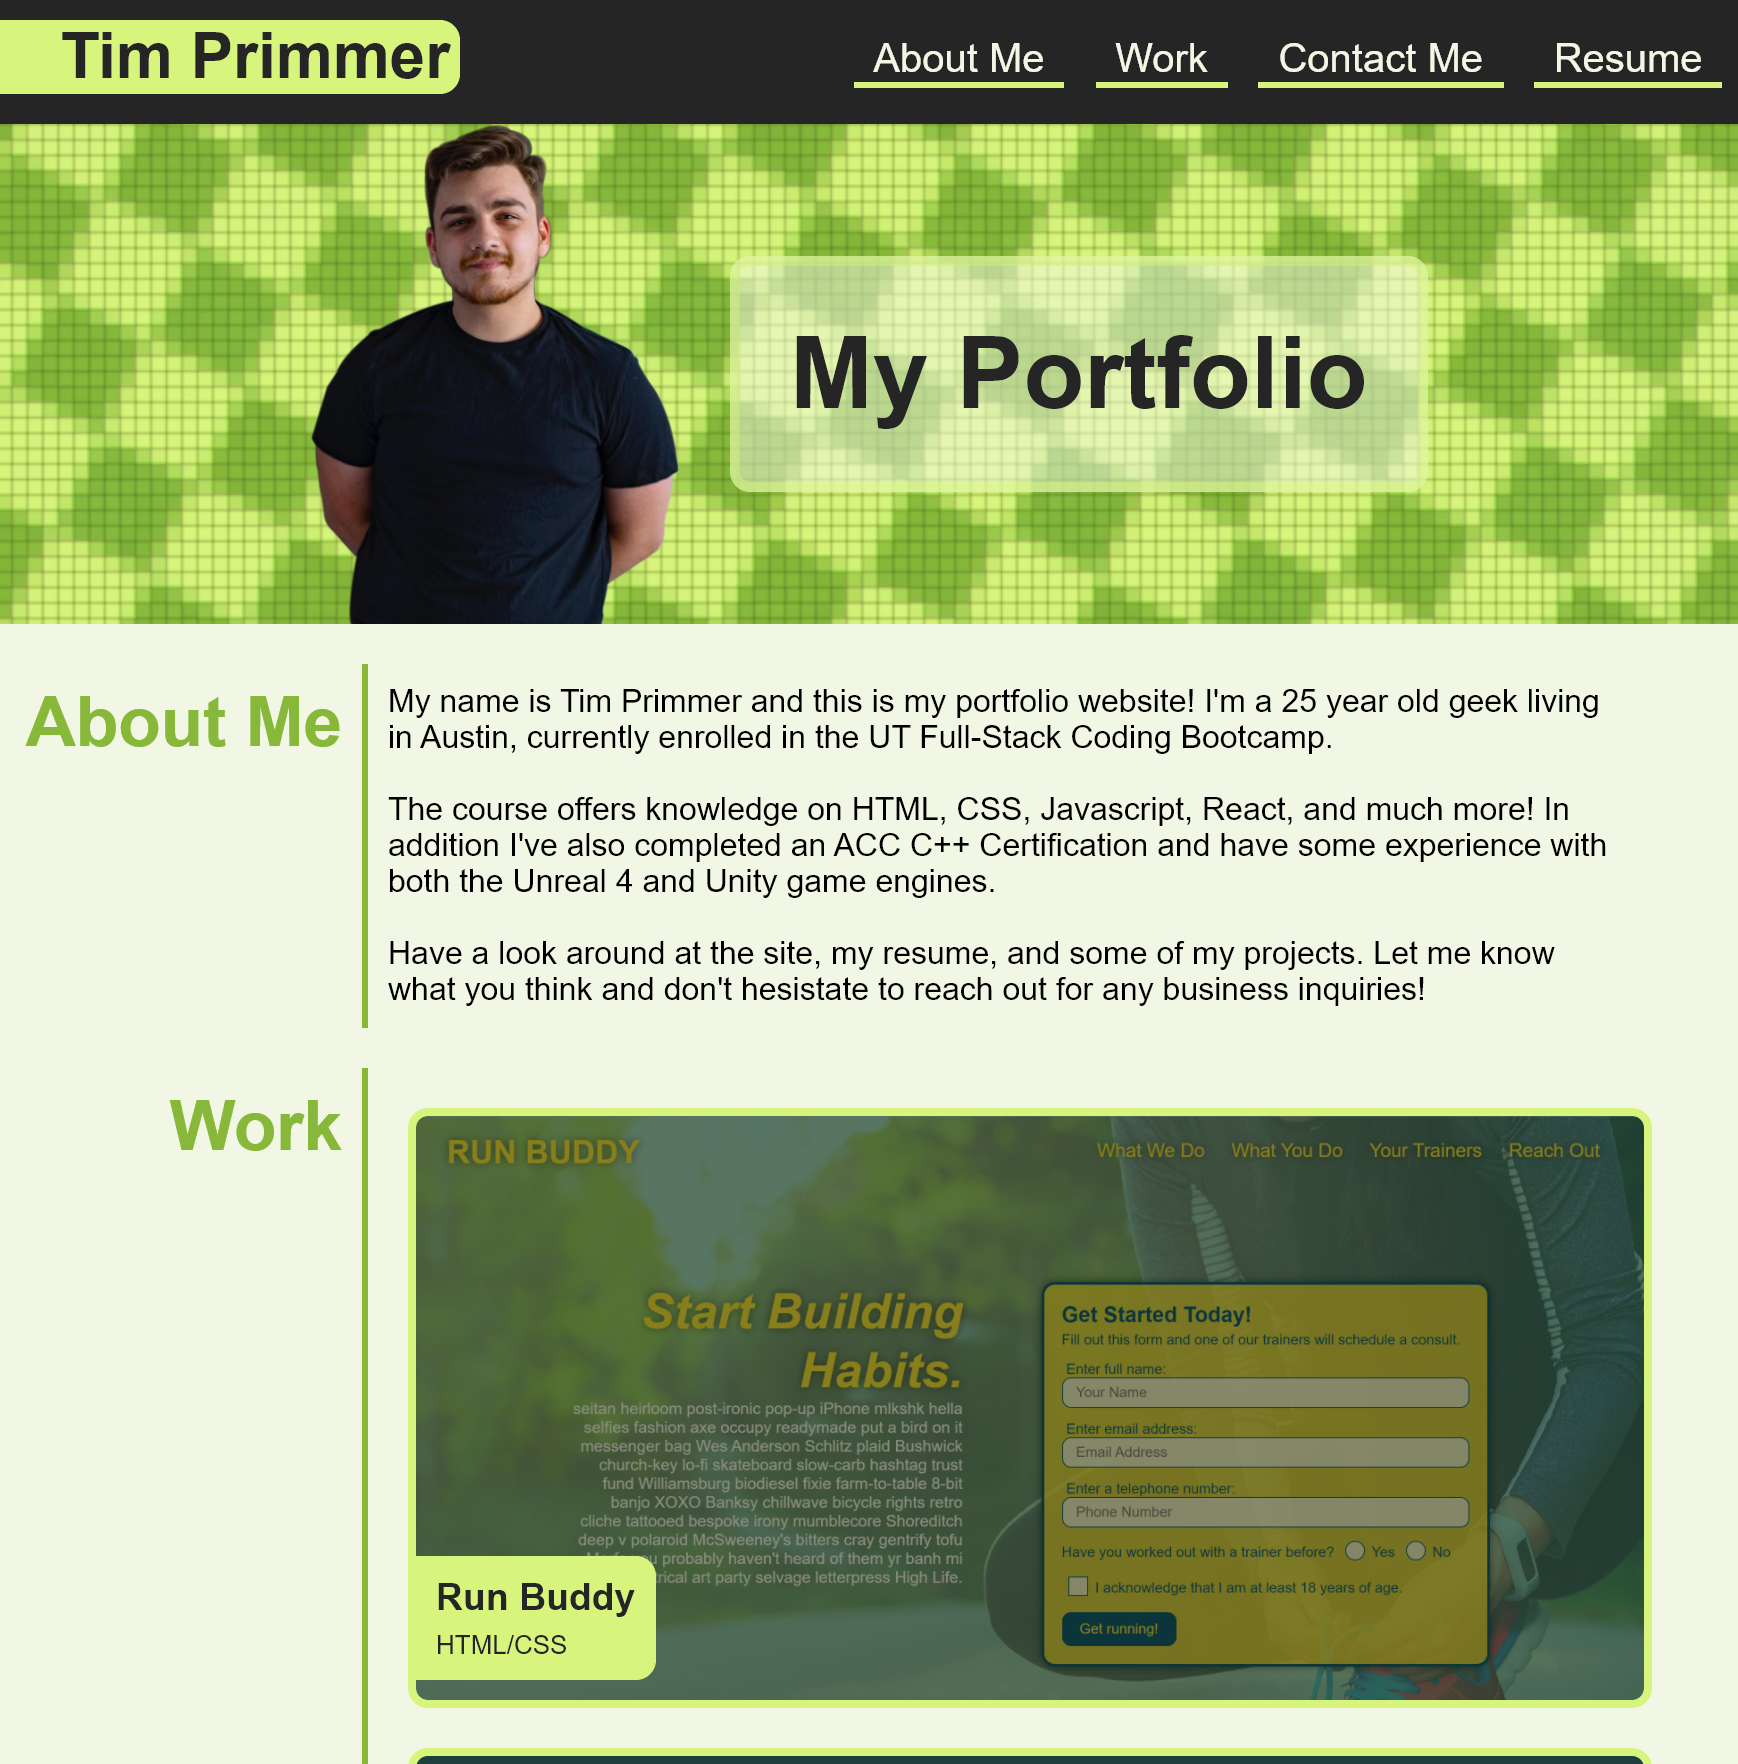 Tim Primmer
About Me
Work
Contact Me
Resume
My Portfolio
About Me
My name is Tim Primmer and this is my portfolio website! I'm a 25 year old geek living
in Austin, currently enrolled in the UT Full-Stack Coding Bootcamp.
The course offers knowledge on HTML, CSS, Javascript, React, and much more! In
addition I've also completed an ACC C++ Certification and have some experience with
both the Unreal 4 and Unity game engines.
Have a look around at the site, my resume, and some of my projects. Let me know
what you think and don't hesistate to reach out for any business inquiries!
Work
RUN BUDDY
What We Do
What You Do
Your Trainers
Reach Out
Start Building
Habits.
seitan heirloom post-ironic pop-up iPhone mlkshk hella
selfies fashion axe occupy readymade put a bird on it
messenger bag Wes Anderson Schlitz plaid Bushwick
church-key lo-fi skateboard slow-carb hashtag trust
fund Williamsburg biodiesel fixie farm-to-table 8-bit
banjo XOXO Banksy chillwave bicycle rights retro
cliche tattooed bespoke irony mumblecore Shoreditch
deep v polaroid McSweeney's bitters cray gentrify tofu
probably haven't heard of them yr banh mi
art party selvage letterpress High Life.
Get Started Today!
Fill out this form and one of our trainers will schedule a consult.
Enter full name:
Your Name
Enter email address:
Email Address
Enter a telephone number:
Phone Number
Have you worked out with a trainer before? Yes No
I acknowledge that I am at least 18 years of age.
Get running!
Run Buddy
HTML/CSS